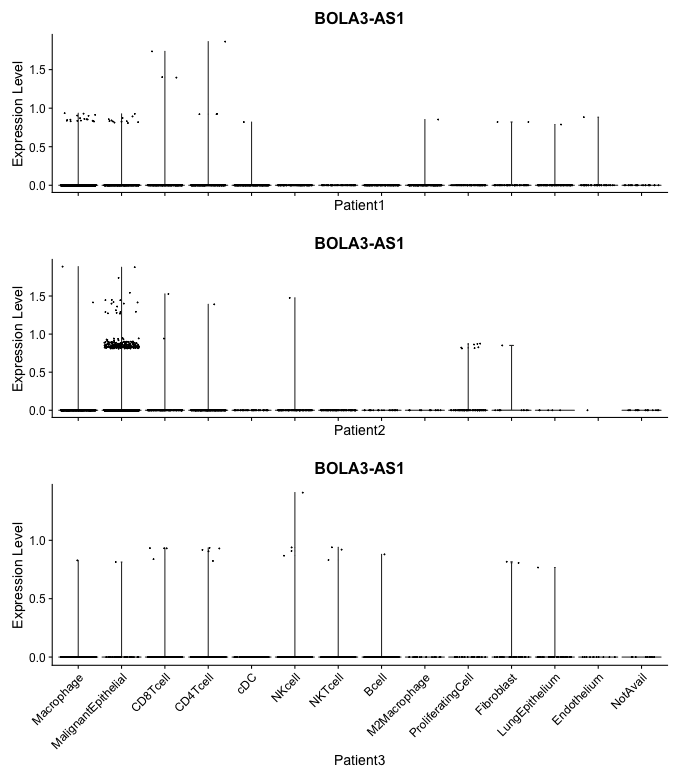 BOLA3-AS1
Expression Level
1.5
1.0
0.5
0.0
Patient1
BOLA3-AS1
Expression Level
1.5
1.0
0.5
0.0
Patient2
BOLA3-AS1
Expression Level
1.0
0.5
0.0
Macrophage
MalignantEpithelial
CD8Tcell
CD4Tcell
cDC
NKcell
NKTcell
Bcell
M2Macrophage
ProliferatingCell
Fibroblast
LungEpithelium
Endothelium
NotAvail
Patient3